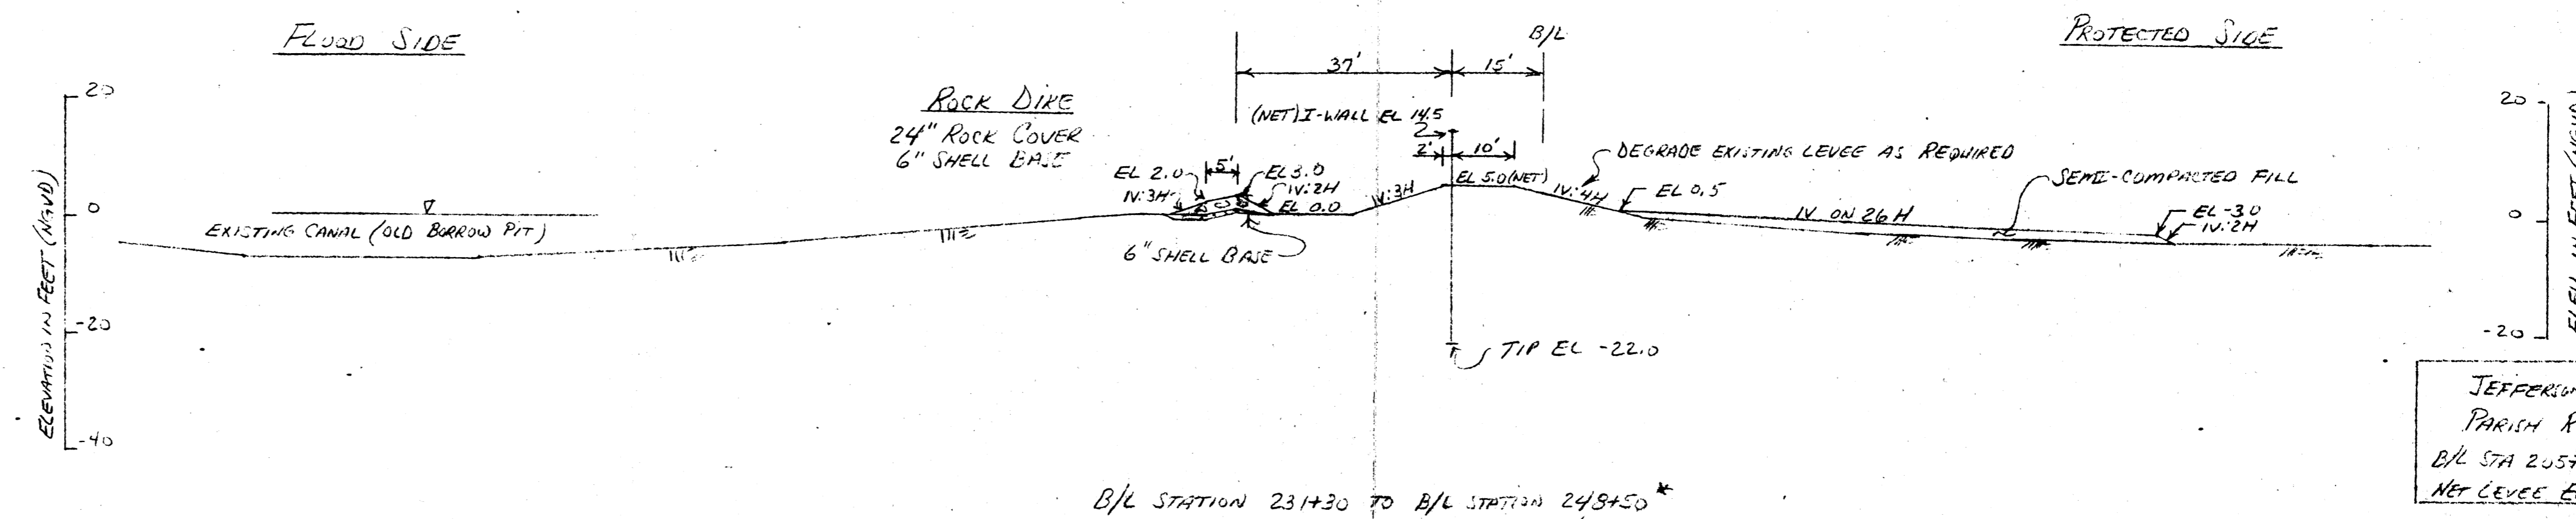 FLOOD SIDE
PROTECTED SIDE
B/L
37'
15'
ROCK DIKE
24" ROCK COVER
6" SHELL BASE
(NET) I-WALL EL 14.5
2'
10'
EL 5.0 (NET)
DEGRADE EXISTING LEVEE AS REQUIRED
SEMI-COMPACTED FILL
EL 2.0
5'
EL 3.0
1V:3H
1V:2H
EL 0.0
1V:3H
1V:4H
EL 0.5
1V ON 26H
EL -3.0
1V:2H
6" SHELL BASE
EXISTING CANAL (OLD BORROW PIT)
TIP EL -22.0
ELEVATION IN FEET (NGVD)
20
0
-20
-40
20
0
-20
ELEV. IN FEET (NGVD)
JEFFERSON
PARISH R
B/L STA 205+
NET LEVEE E
B/L STATION 231+30 TO B/L STATION 248+50*